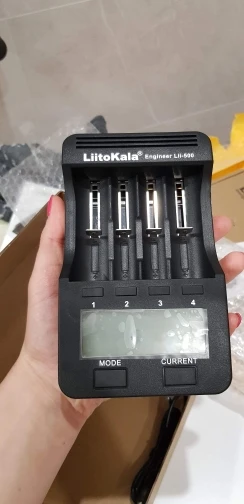 LiitoKala® Engineer Lii-500
1 2 3 4
MODE CURRENT